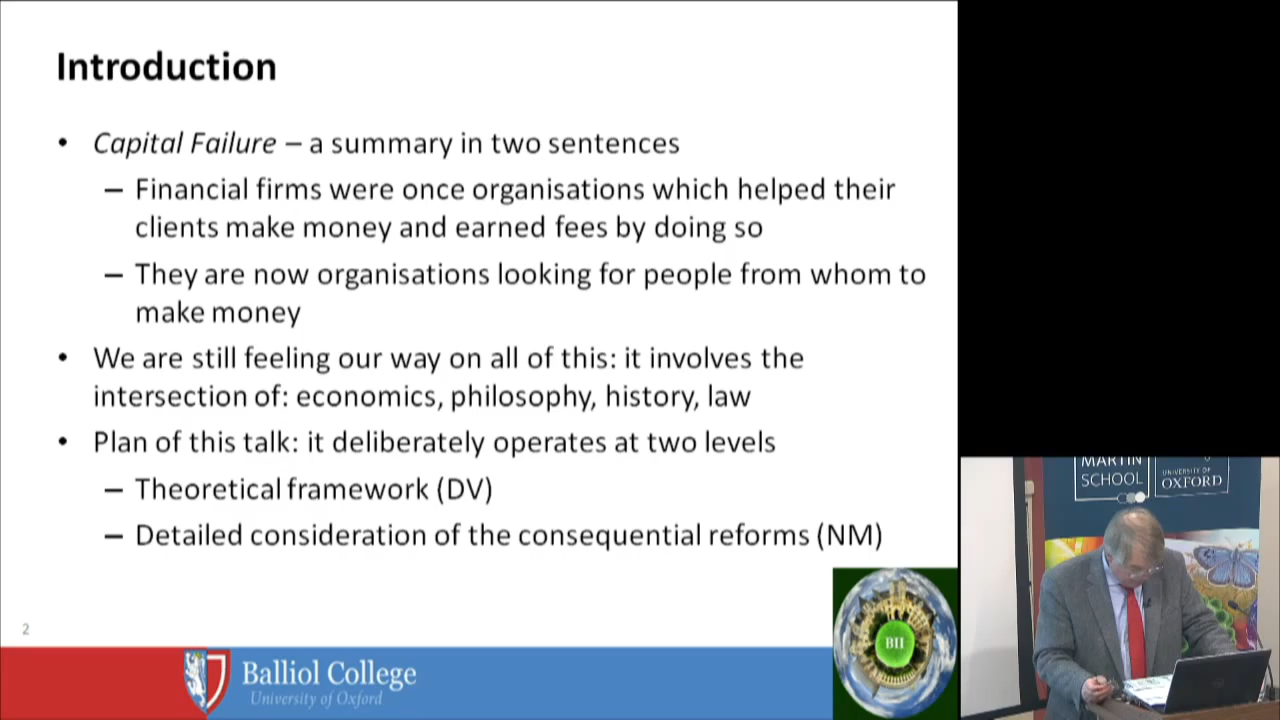 Introduction
• Capital Failure – a summary in two sentences
– Financial firms were once organisations which helped their
clients make money and earned fees by doing so
– They are now organisations looking for people from whom to
make money
• We are still feeling our way on all of this: it involves the
intersection of: economics, philosophy, history, law
• Plan of this talk: it deliberately operates at two levels
– Theoretical framework (DV)
– Detailed consideration of the consequential reforms (NM)
2
Balliol College
University of Oxford
BII
MARTIN
SCHOOL
UNIVERSITY OF
OXFORD